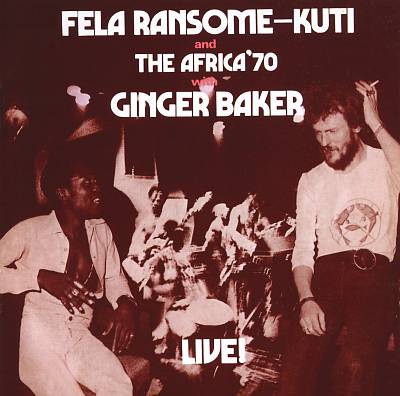 FELA RANSOME-KUTI
and
THE AFRICA'70
with
GINGER BAKER
LIVE!